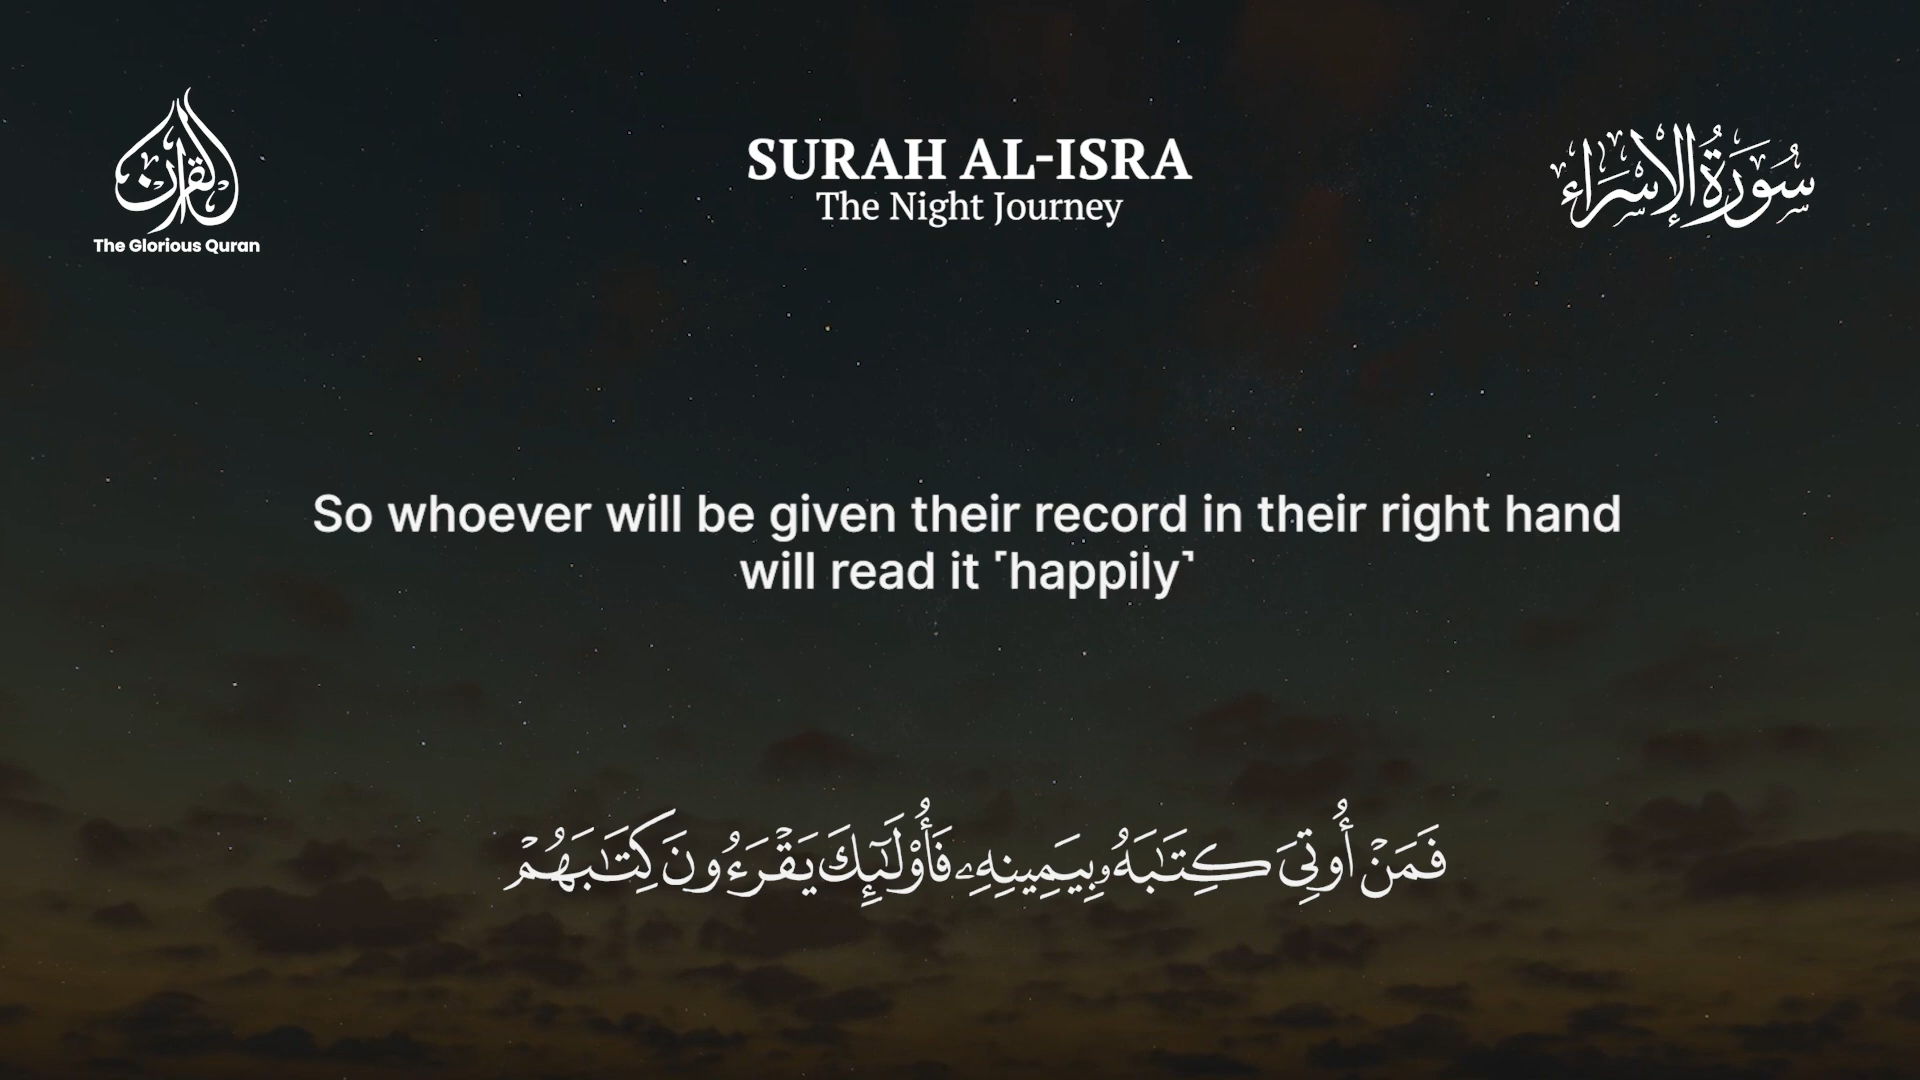 القرآن
The Glorious Quran
SURAH AL-ISRA
The Night Journey
سُورَةُ الْإِسْرَاء
So whoever will be given their record in their right hand
will read it ˹happily˺
فَمَنْ أُوتِىَ كِتَـٰبَهُۥ بِيَمِينِهِۦ فَأُو۟لَـٰٓئِكَ يَقْرَءُونَ كِتَـٰبَهُمْ